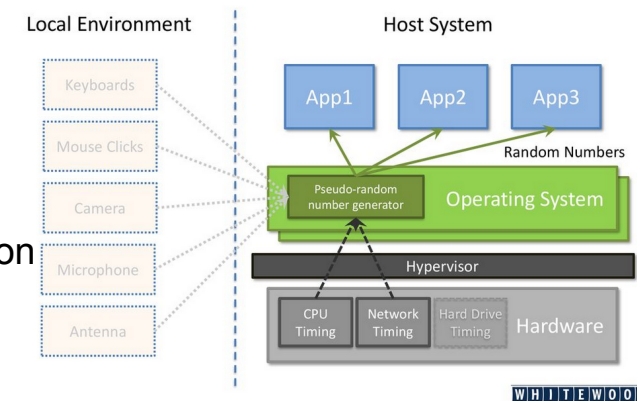 Local Environment
Host System
Keyboards
Mouse Clicks
Camera
Microphone
Antenna
on
App1
App2
App3
Random Numbers
Pseudo-random
number generator
Operating System
Hypervisor
CPU
Timing
Network
Timing
Hard Drive
Timing
Hardware
WHITEWOO